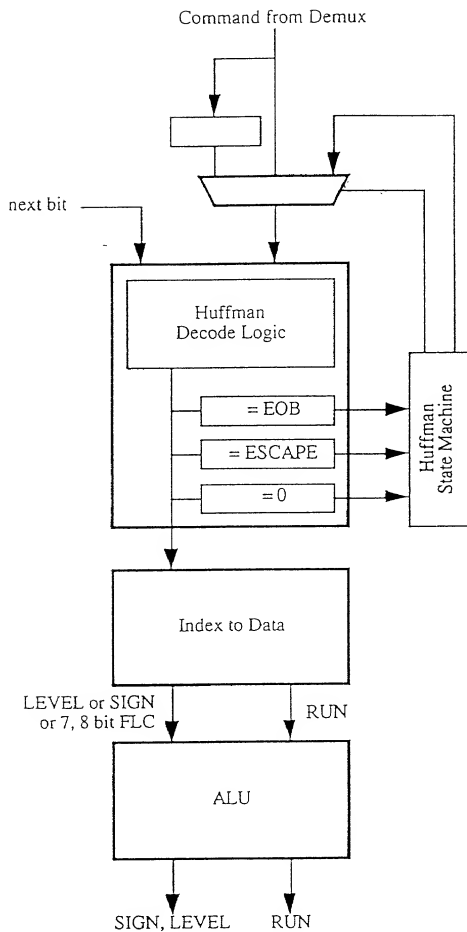 Command from Demux
next bit
Huffman
Decode Logic
= EOB
= ESCAPE
= 0
Huffman
State Machine
Index to Data
LEVEL or SIGN
or 7, 8 bit FLC
RUN
ALU
SIGN, LEVEL
RUN